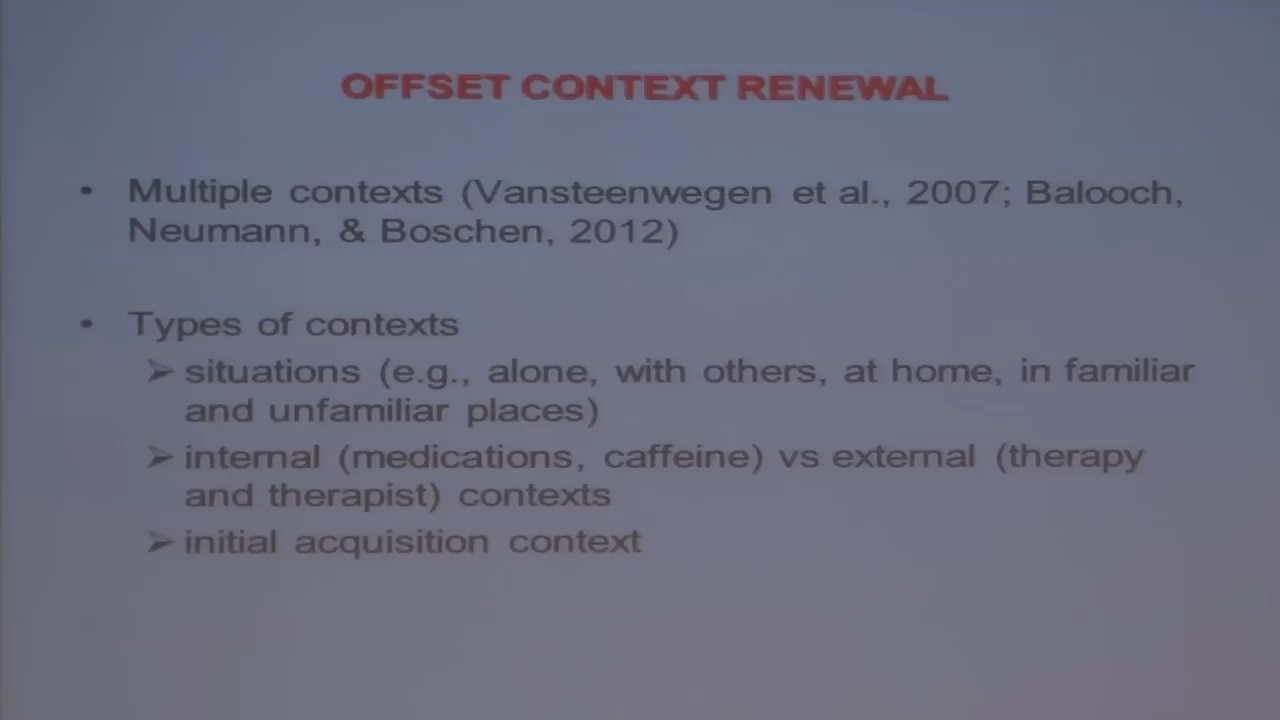 OFFSET CONTEXT RENEWAL
• Multiple contexts (Vansteenwegen et al., 2007; Balooch,
Neumann, & Boschen, 2012)
• Types of contexts
➢ situations (e.g., alone, with others, at home, in familiar
and unfamiliar places)
➢ internal (medications, caffeine) vs external (therapy
and therapist) contexts
➢ initial acquisition context